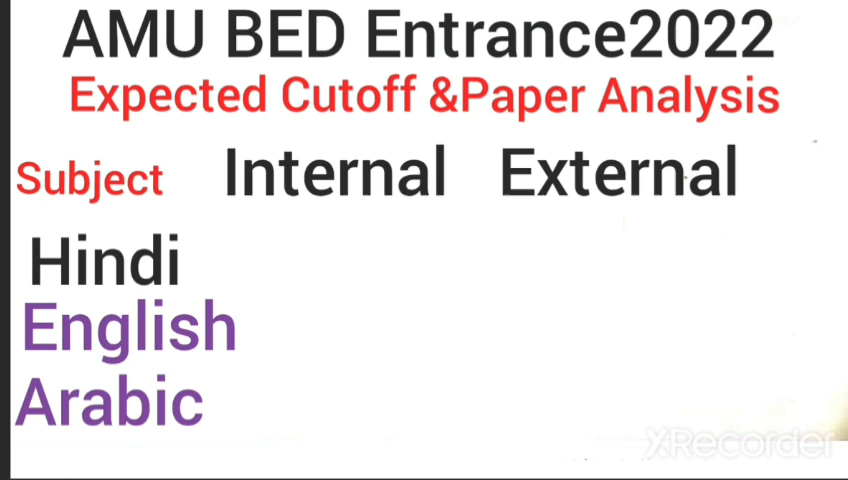 AMU BED Entrance2022
Expected Cutoff &Paper Analysis
Subject Internal External
Hindi
English
Arabic
XRecorder